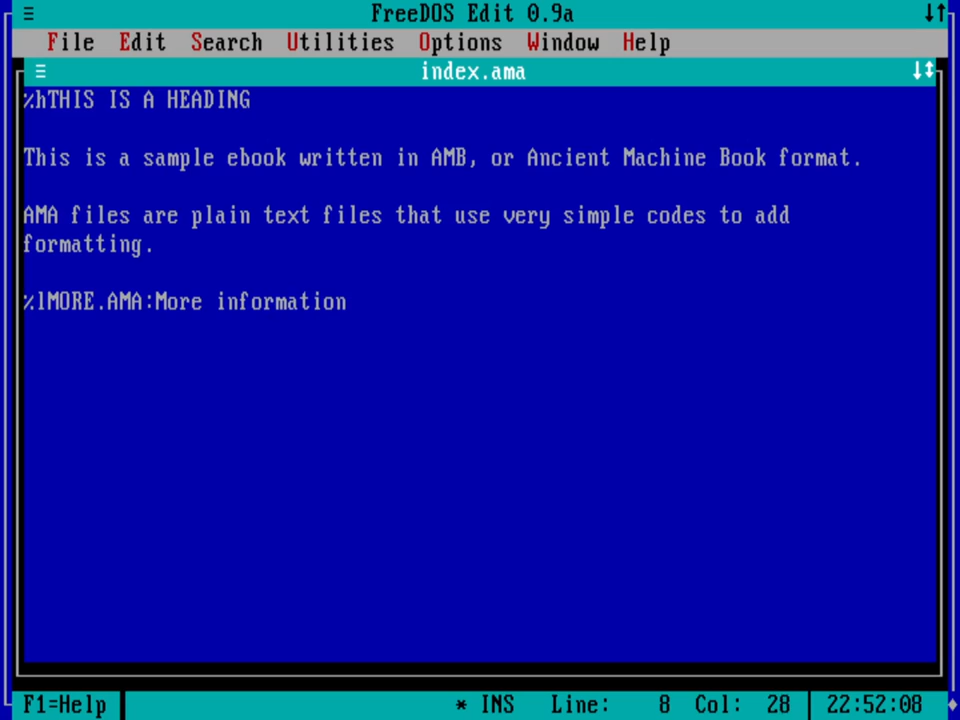 FreeDOS Edit 0.9a
File Edit Search Utilities Options Window Help
index.ama
%hTHIS IS A HEADING
This is a sample ebook written in AMB, or Ancient Machine Book format.
AMA files are plain text files that use very simple codes to add
formatting.
%lMORE.AMA:More information
F1=Help * INS Line: 8 Col: 28 22:52:08